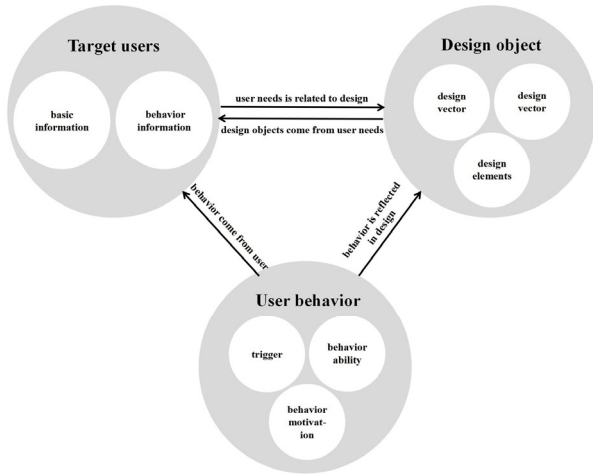 Target users
Design object
basic
information
behavior
information
user needs is related to design
design objects come from user needs
design
vector
design
vector
design
elements
behavior come from user
behavior is reflected
in design
User behavior
trigger
behavior
ability
behavior
motivat-
ion